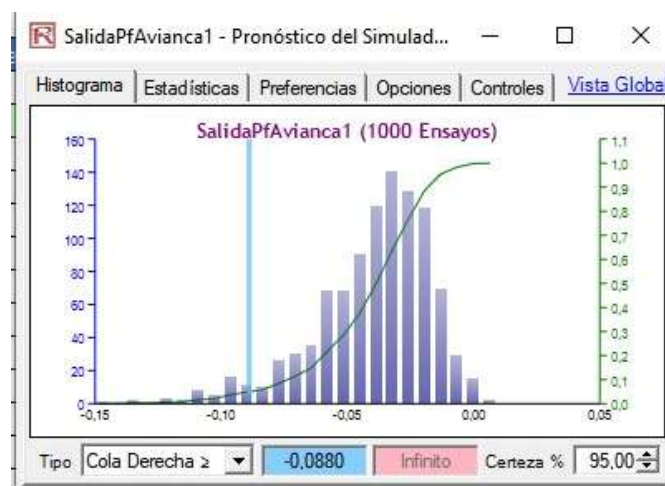 SalidaPfAvianca1 - Pronóstico del Simulad...
Histograma Estadísticas Preferencias Opciones Controles Vista Global
SalidaPfAvianca1 (1000 Ensayos)
160 1,1
140 1,0
120 0,9
100 0,8
80 0,7
60 0,6
40 0,5
20 0,4
0 0,3
0,2
0,1
0,0
-0,15 -0,10 -0,05 0,00 0,05
Tipo Cola Derecha ≥ -0,0880 Infinito Certeza % 95,00